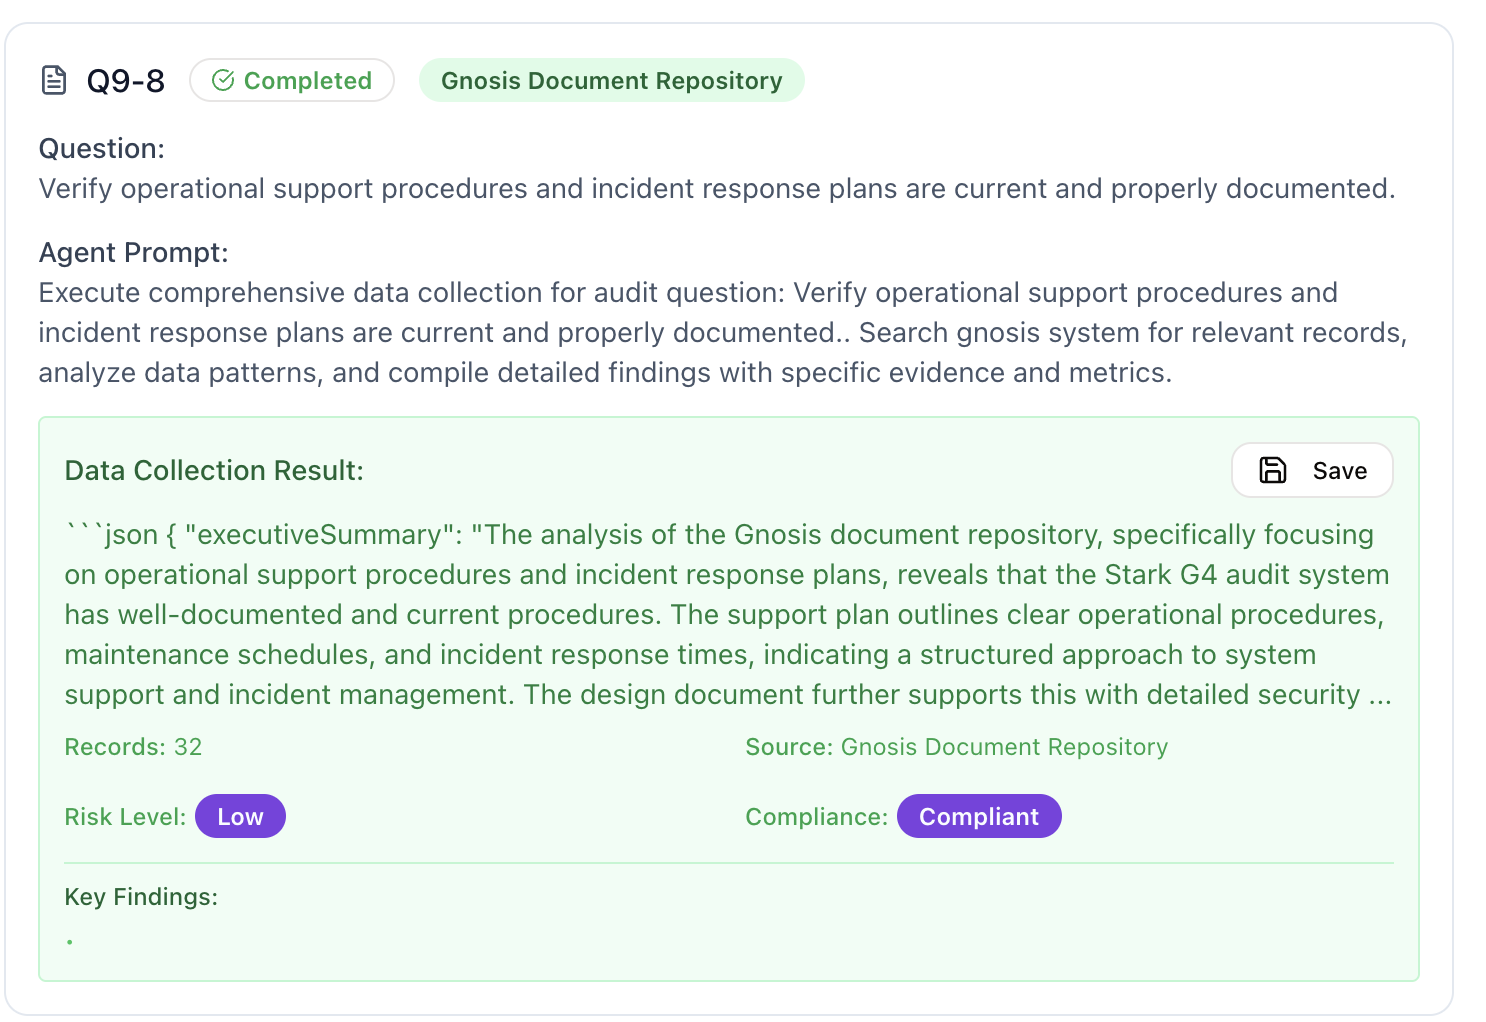 Q9-8 Completed Gnosis Document Repository
Question:
Verify operational support procedures and incident response plans are current and properly documented.
Agent Prompt:
Execute comprehensive data collection for audit question: Verify operational support procedures and
incident response plans are current and properly documented.. Search gnosis system for relevant records,
analyze data patterns, and compile detailed findings with specific evidence and metrics.
Data Collection Result: Save
```json { "executiveSummary": "The analysis of the Gnosis document repository, specifically focusing
on operational support procedures and incident response plans, reveals that the Stark G4 audit system
has well-documented and current procedures. The support plan outlines clear operational procedures,
maintenance schedules, and incident response times, indicating a structured approach to system
support and incident management. The design document further supports this with detailed security ...
Records: 32 Source: Gnosis Document Repository
Risk Level: Low Compliance: Compliant
Key Findings:
•